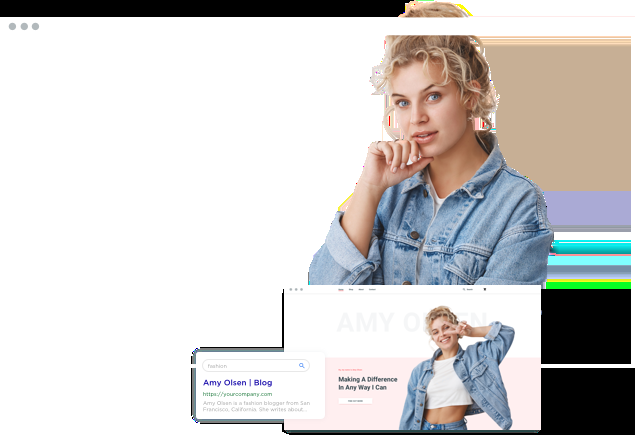 AMY OLSEN
fashion
Amy Olsen | Blog
https://yourcompany.com
Amy Olsen is a fashion blogger from San
Francisco, California. She writes about...
Making A Difference
In Any Way I Can